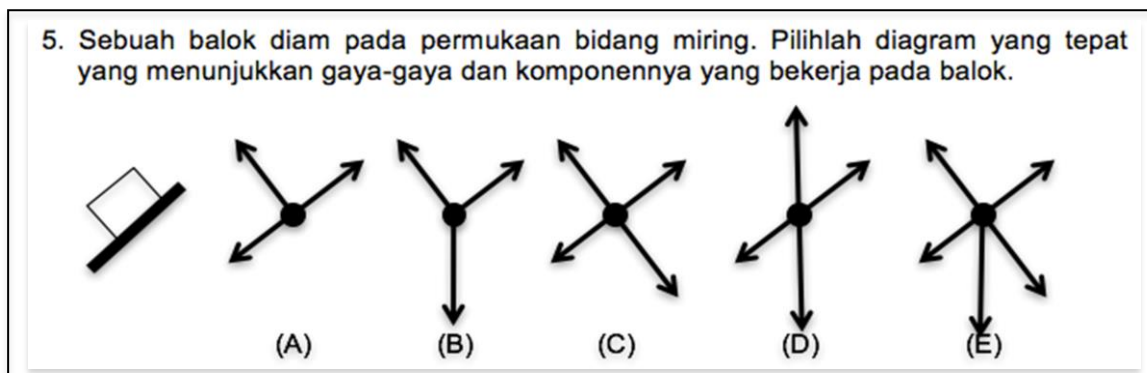 5. Sebuah balok diam pada permukaan bidang miring. Pilihlah diagram yang tepat
yang menunjukkan gaya-gaya dan komponennya yang bekerja pada balok.
(A) (B) (C) (D) (E)